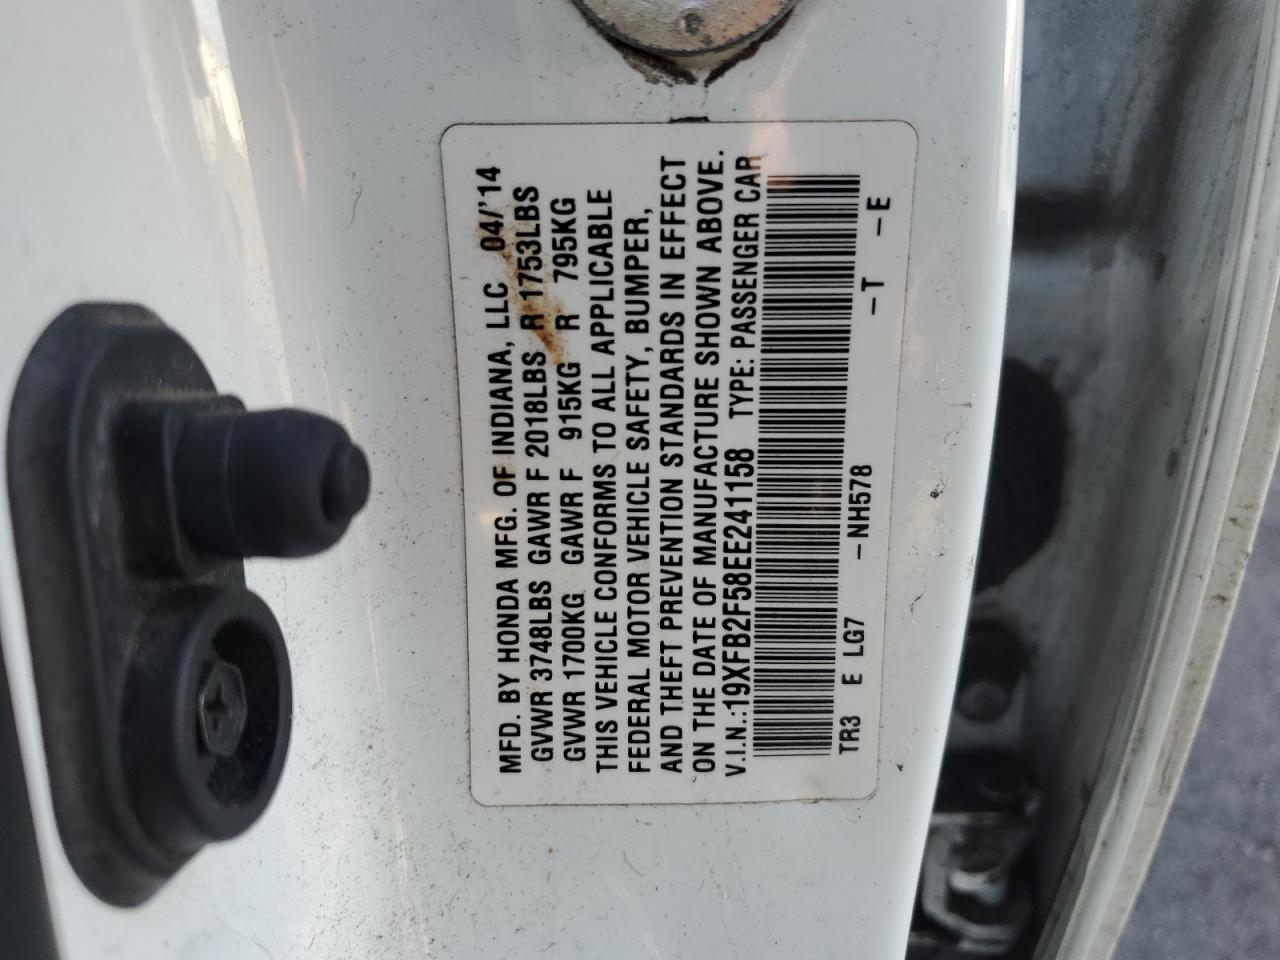 MFD. BY HONDA MFG. OF INDIANA, LLC 04/'14
GVWR 3748LBS GAWR F 2018LBS R 1753LBS
GVWR 1700KG GAWR F 915KG R 795KG
THIS VEHICLE CONFORMS TO ALL APPLICABLE
FEDERAL MOTOR VEHICLE SAFETY, BUMPER,
AND THEFT PREVENTION STANDARDS IN EFFECT
ON THE DATE OF MANUFACTURE SHOWN ABOVE.
V.I.N.:19XFB2F58EE241158 TYPE: PASSENGER CAR
TR3 E LG7 –NH578 –T –E